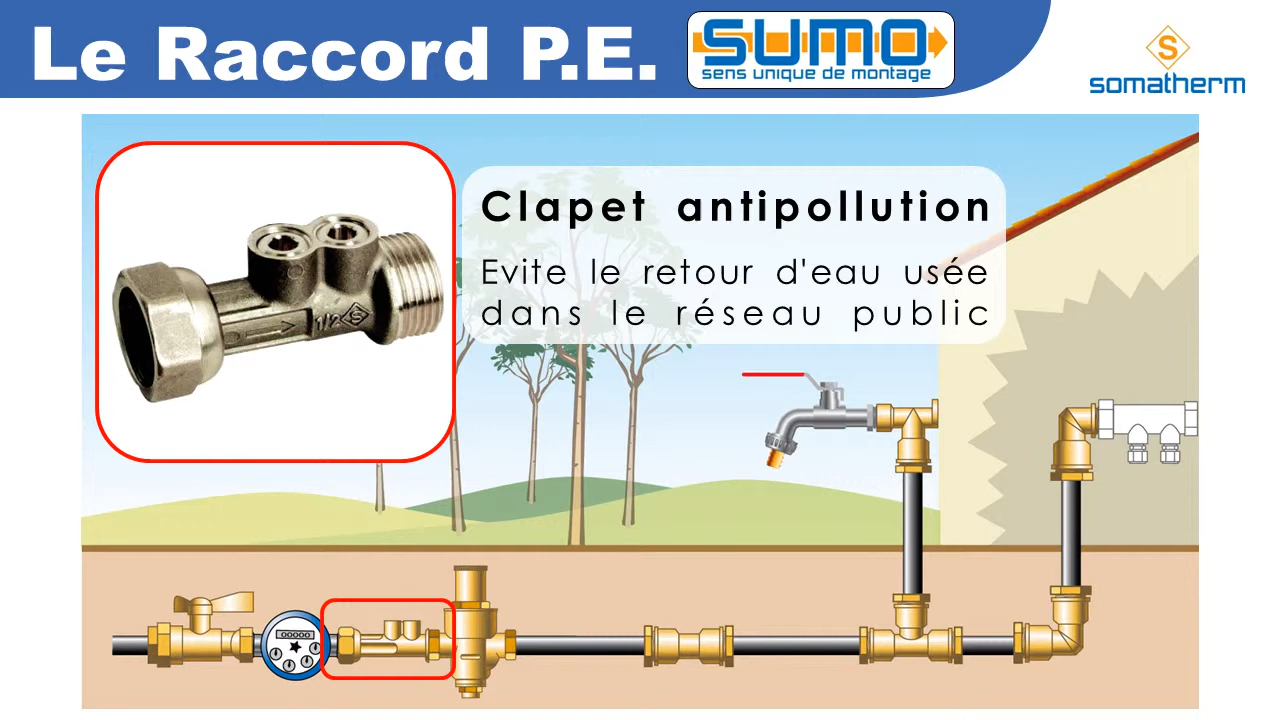 Le Raccord P.E.
SUMO
sens unique de montage
S
somatherm
Clapet antipollution
Evite le retour d'eau usée
dans le réseau public
1/2 S
00000